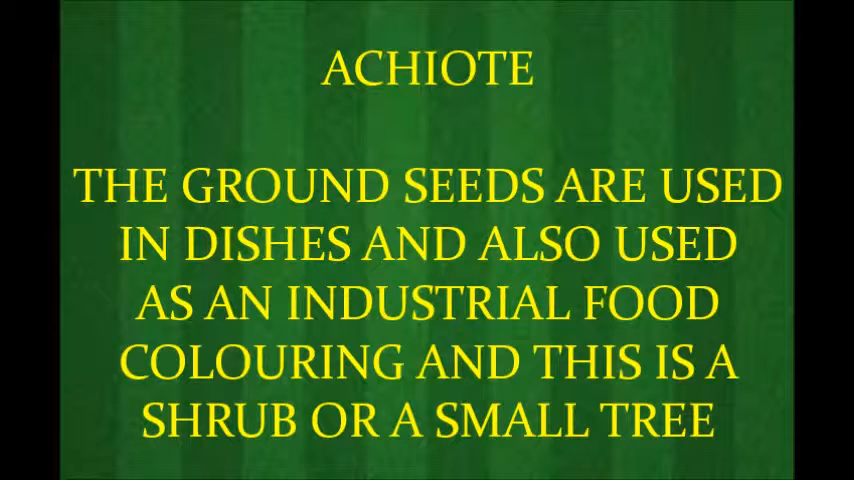 ACHIOTE
THE GROUND SEEDS ARE USED
IN DISHES AND ALSO USED
AS AN INDUSTRIAL FOOD
COLOURING AND THIS IS A
SHRUB OR A SMALL TREE